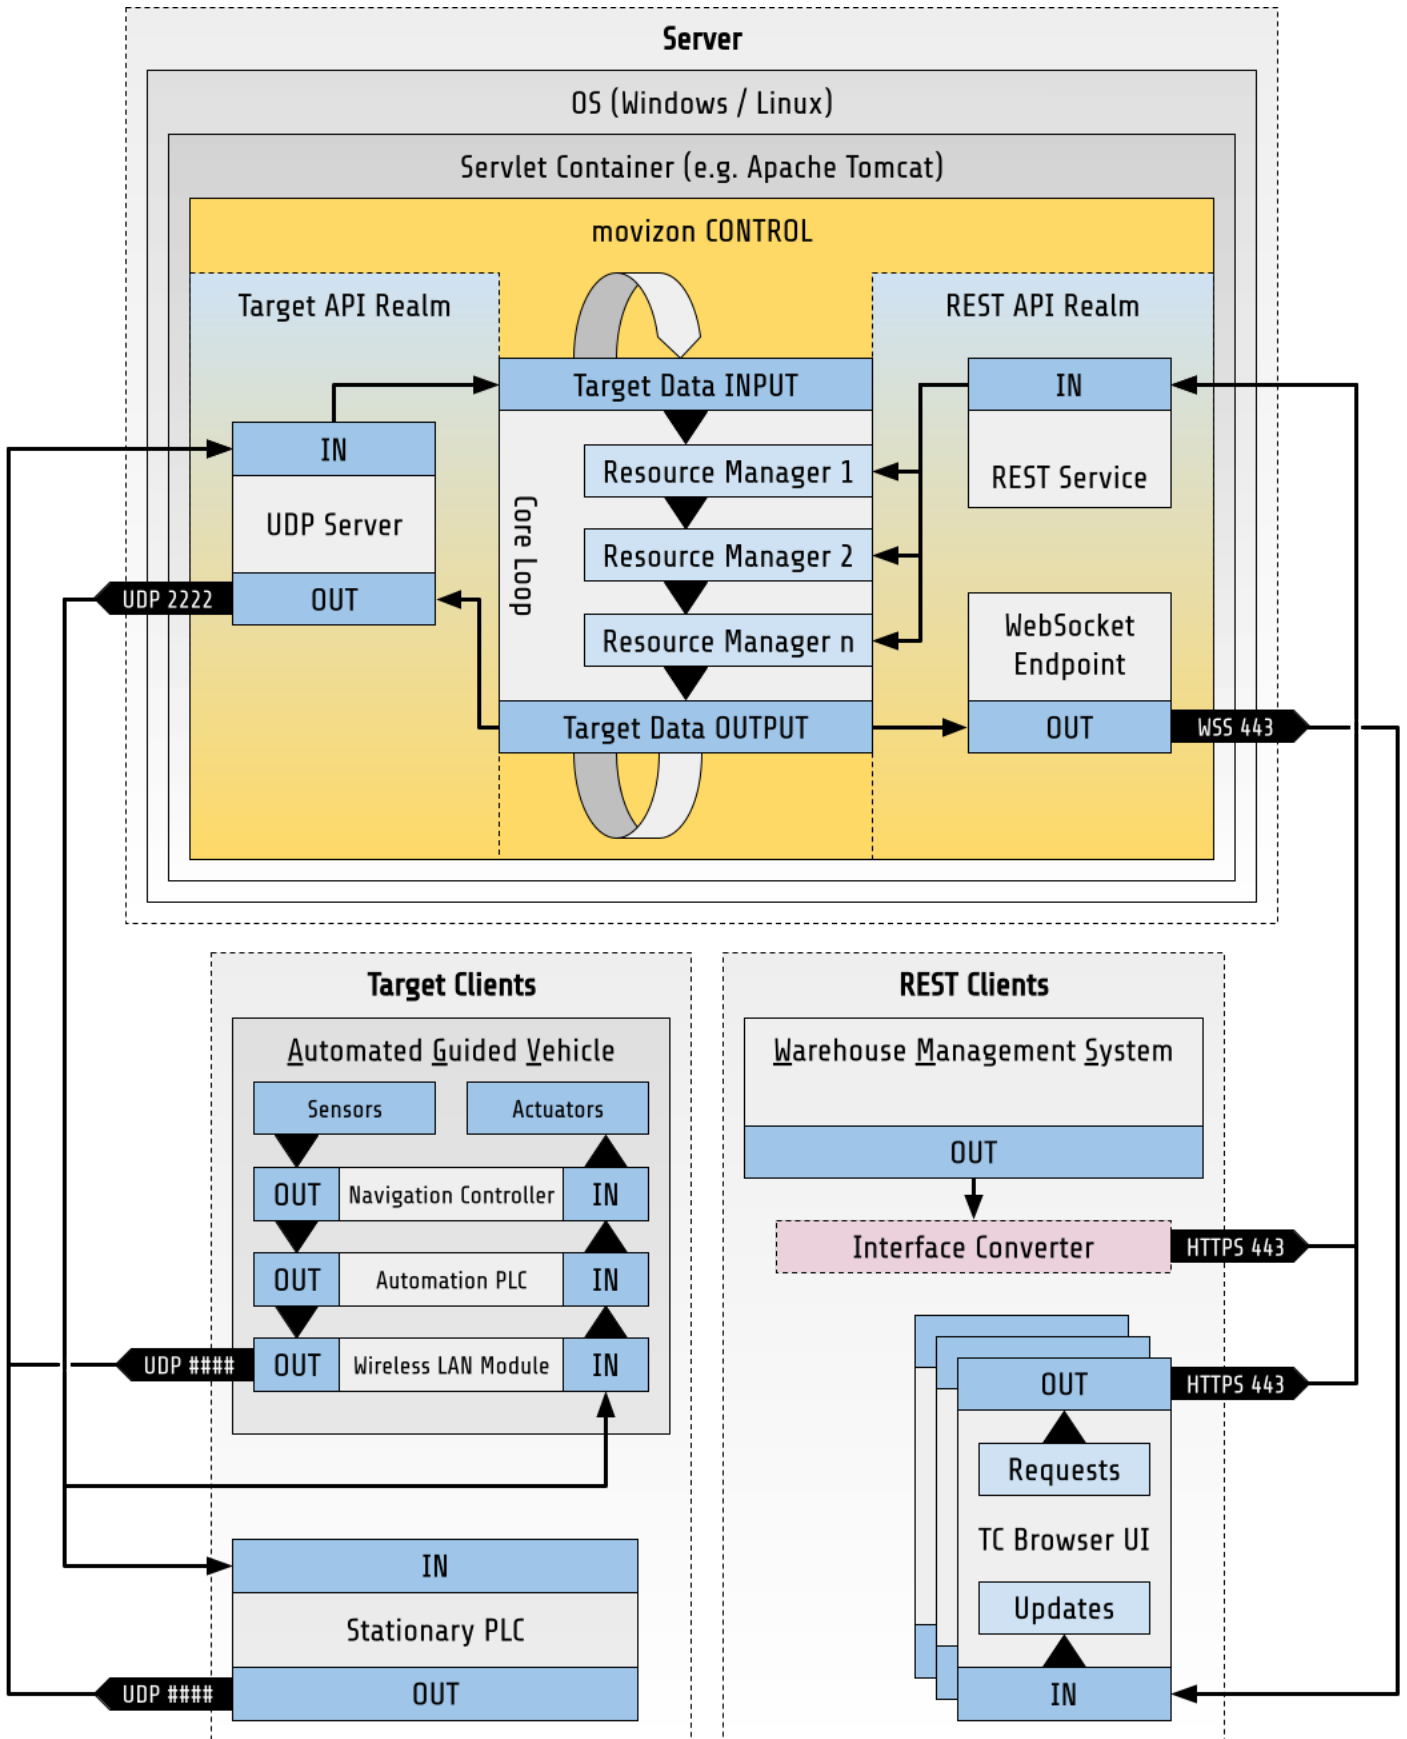 Server
OS (Windows / Linux)
Servlet Container (e.g. Apache Tomcat)
movizon CONTROL
Target API Realm
REST API Realm
Target Data INPUT
IN
IN
UDP Server
OUT
UDP 2222
Core Loop
Resource Manager 1
Resource Manager 2
Resource Manager n
Target Data OUTPUT
REST Service
WebSocket
Endpoint
OUT
WSS 443
Target Clients
Automated Guided Vehicle
Sensors
Actuators
OUT
Navigation Controller
IN
OUT
Automation PLC
IN
UDP ####
OUT
Wireless LAN Module
IN
IN
Stationary PLC
UDP ####
OUT
REST Clients
Warehouse Management System
OUT
Interface Converter
HTTPS 443
OUT
HTTPS 443
Requests
TC Browser UI
Updates
IN